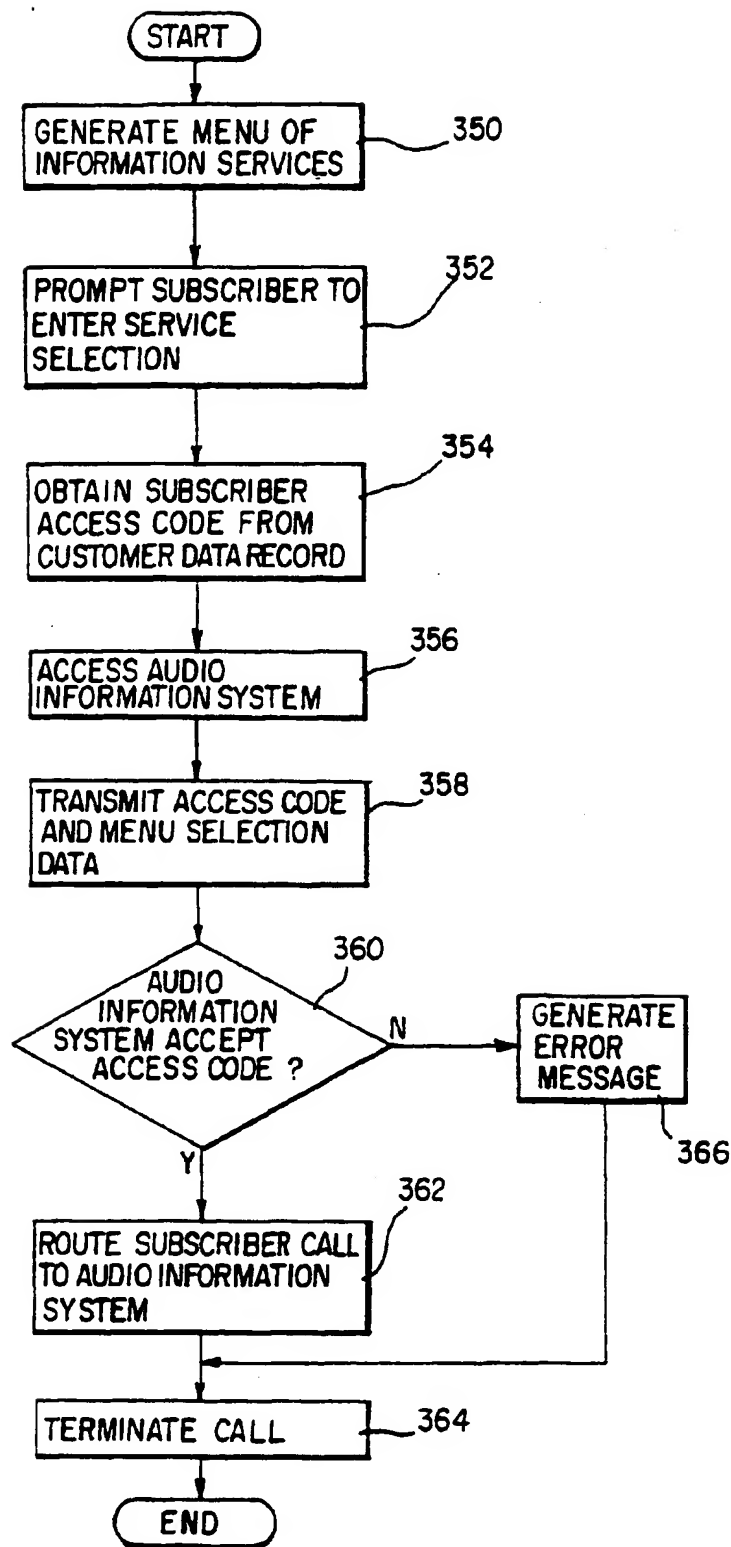 START
GENERATE MENU OF
INFORMATION SERVICES
350
PROMPT SUBSCRIBER TO
ENTER SERVICE
SELECTION
352
OBTAIN SUBSCRIBER
ACCESS CODE FROM
CUSTOMER DATA RECORD
354
ACCESS AUDIO
INFORMATION SYSTEM
356
TRANSMIT ACCESS CODE
AND MENU SELECTION
DATA
358
AUDIO
INFORMATION
SYSTEM ACCEPT
ACCESS CODE ?
360
N
GENERATE
ERROR
MESSAGE
366
Y
ROUTE SUBSCRIBER CALL
TO AUDIO INFORMATION
SYSTEM
362
TERMINATE CALL
364
END